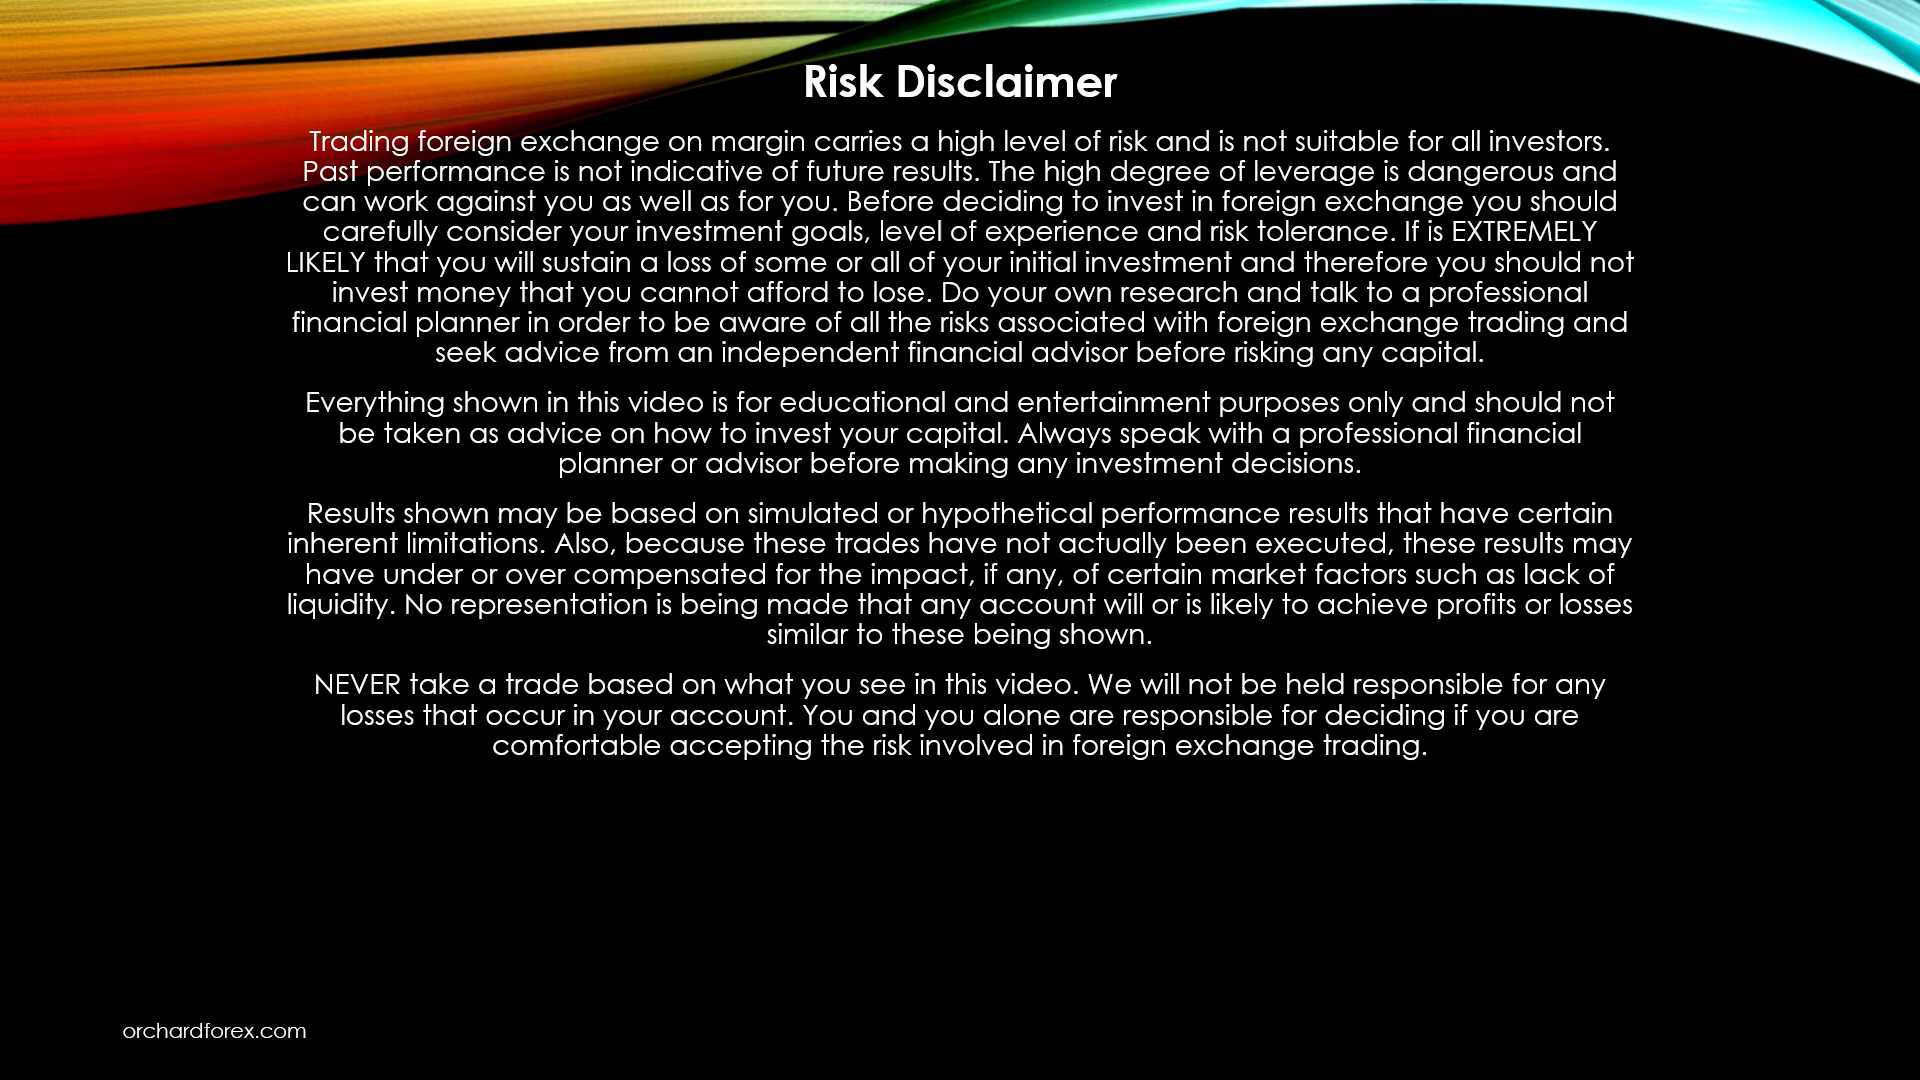 Risk Disclaimer
Trading foreign exchange on margin carries a high level of risk and is not suitable for all investors.
Past performance is not indicative of future results. The high degree of leverage is dangerous and
can work against you as well as for you. Before deciding to invest in foreign exchange you should
carefully consider your investment goals, level of experience and risk tolerance. If is EXTREMELY
LIKELY that you will sustain a loss of some or all of your initial investment and therefore you should not
invest money that you cannot afford to lose. Do your own research and talk to a professional
financial planner in order to be aware of all the risks associated with foreign exchange trading and
seek advice from an independent financial advisor before risking any capital.
Everything shown in this video is for educational and entertainment purposes only and should not
be taken as advice on how to invest your capital. Always speak with a professional financial
planner or advisor before making any investment decisions.
Results shown may be based on simulated or hypothetical performance results that have certain
inherent limitations. Also, because these trades have not actually been executed, these results may
have under or over compensated for the impact, if any, of certain market factors such as lack of
liquidity. No representation is being made that any account will or is likely to achieve profits or losses
similar to these being shown.
NEVER take a trade based on what you see in this video. We will not be held responsible for any
losses that occur in your account. You and you alone are responsible for deciding if you are
comfortable accepting the risk involved in foreign exchange trading.
orchardforex.com